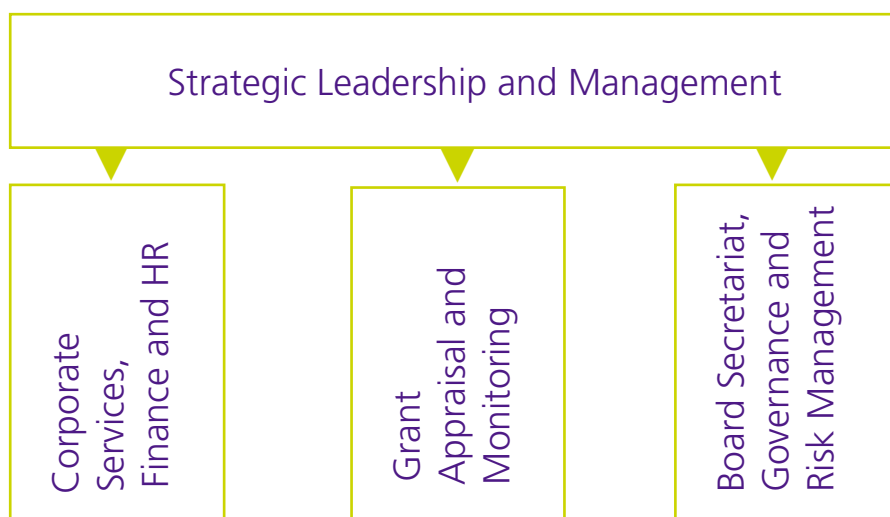 Strategic Leadership and Management
Corporate
Services,
Finance and HR
Grant
Appraisal and
Monitoring
Board Secretariat,
Governance and
Risk Management